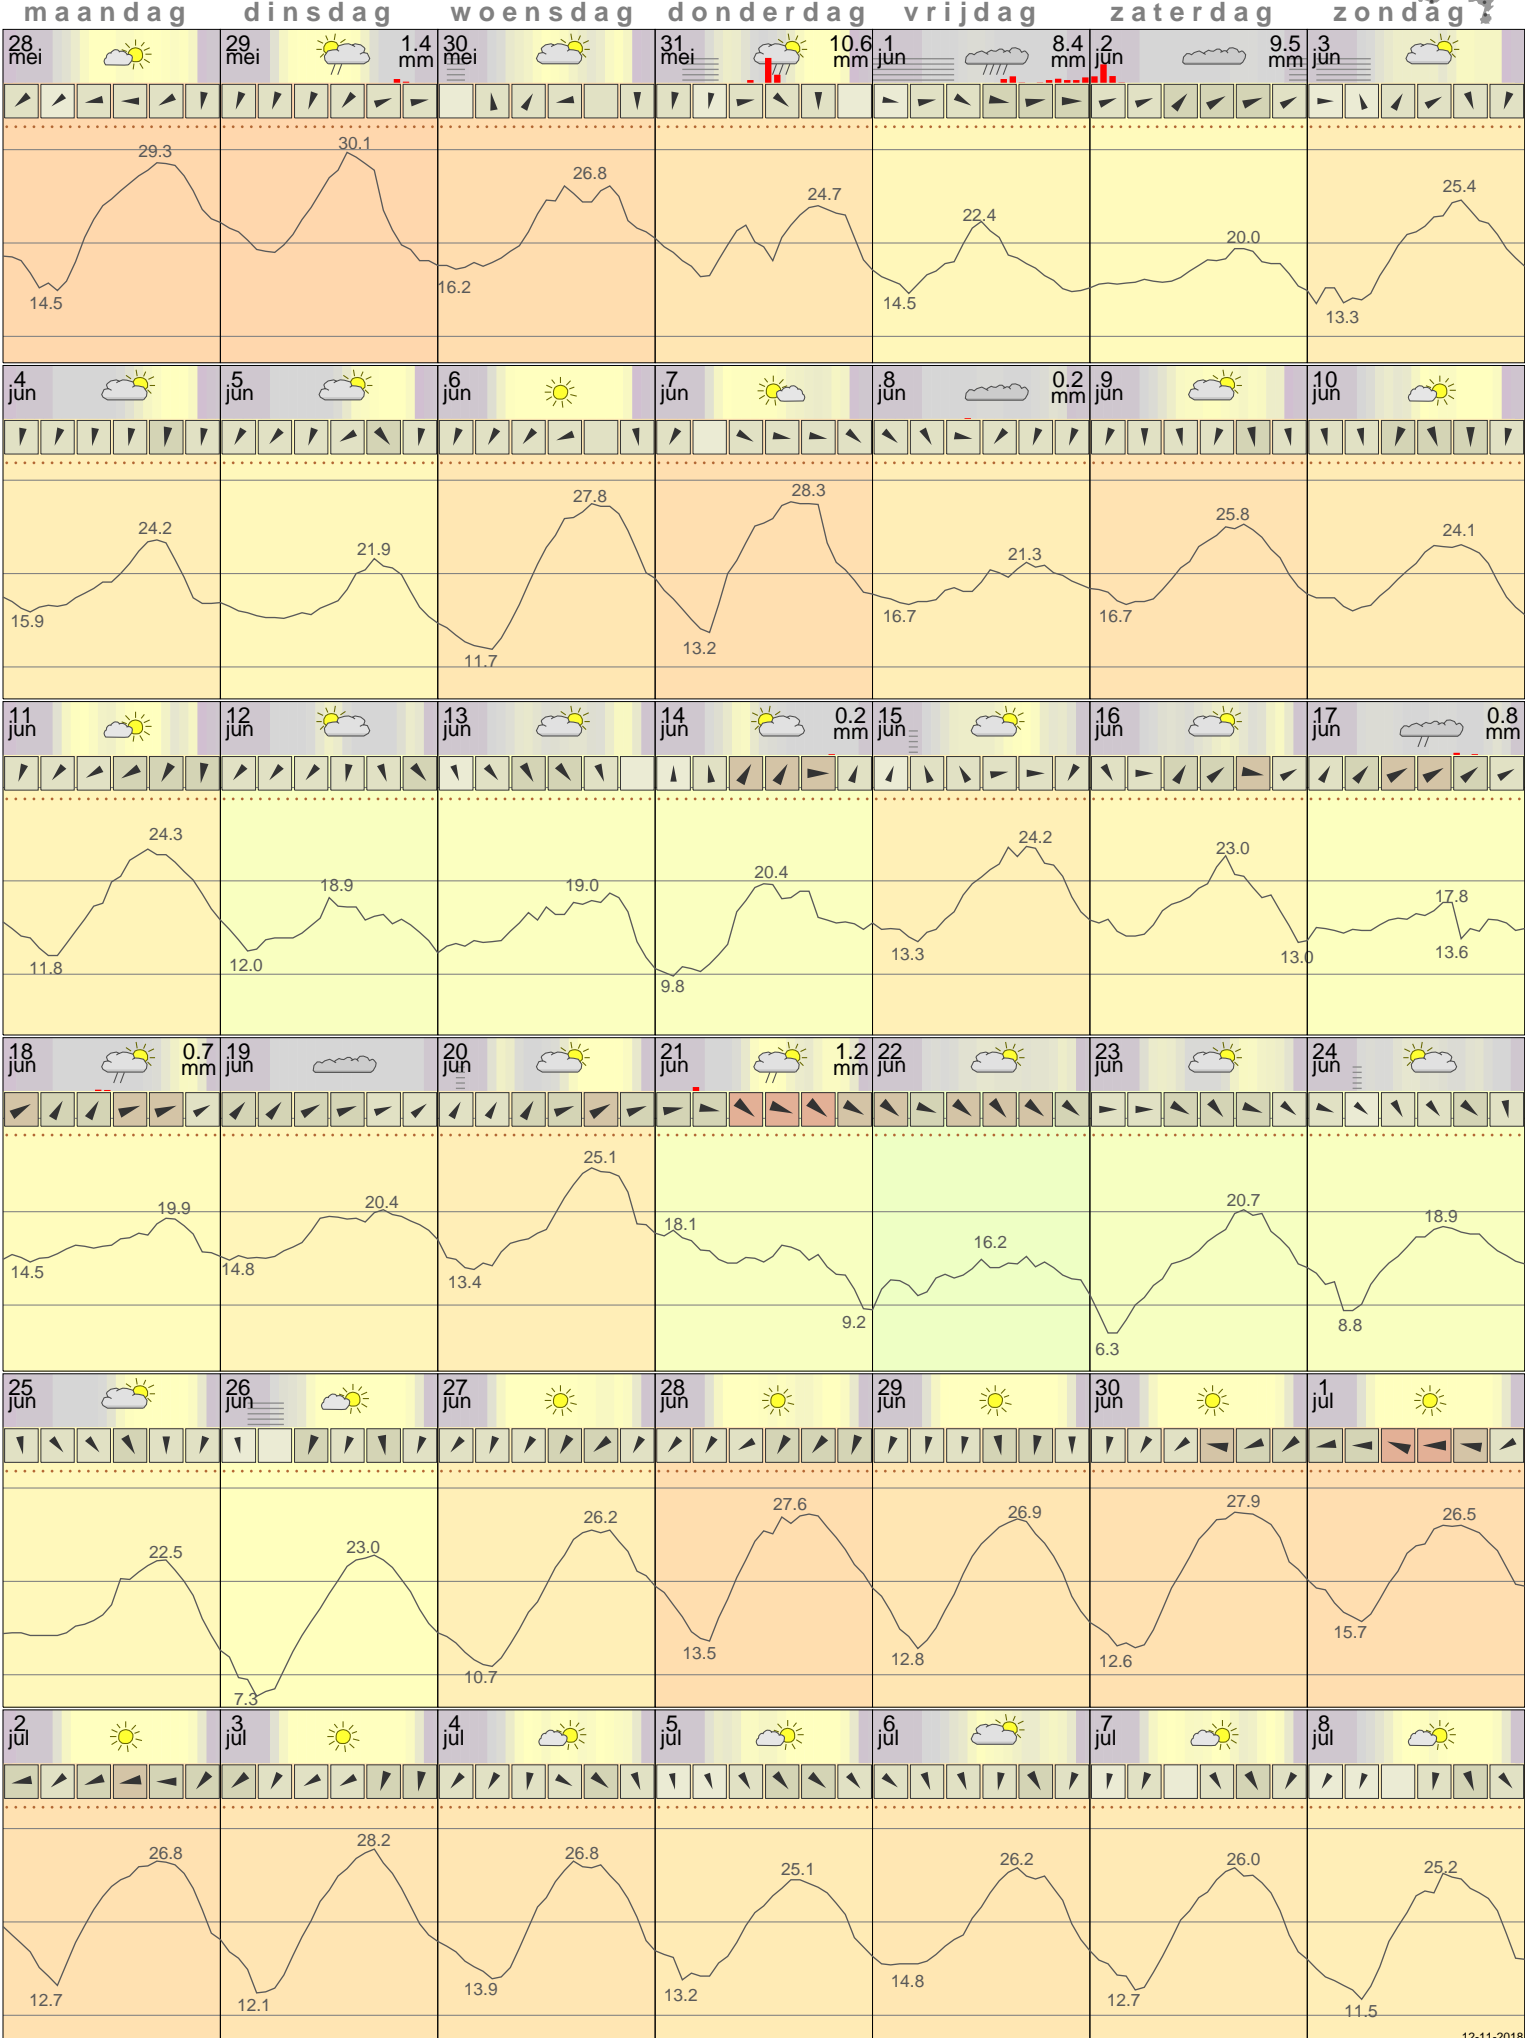 maandag dinsdag woensdag donderdag vrijdag zaterdag zondag
28 mei
29 mei 1.4 mm
30 mei
31 mei 10.6 mm
1 jun 8.4 mm
2 jun 9.5 mm
3 jun
29.3 30.1 26.8 24.7 22.4 20.0 25.4
14.5 16.2 14.5 13.3
4 jun
5 jun
6 jun
7 jun
8 jun 0.2 mm
9 jun
10 jun
24.2 21.9 27.8 28.3 21.3 25.8 24.1
15.9 11.7 13.2 16.7 16.7
11 jun
12 jun
13 jun
14 jun 0.2 mm
15 jun
16 jun
17 jun 0.8 mm
24.3 18.9 19.0 20.4 24.2 23.0 17.8
11.8 12.0 9.8 13.3 13.0 13.6
18 jun 0.7 mm
19 jun
20 jun
21 jun 1.2 mm
22 jun
23 jun
24 jun
19.9 20.4 25.1 18.1 16.2 20.7 18.9
14.5 14.8 13.4 9.2 6.3 8.8
25 jun
26 jun
27 jun
28 jun
29 jun
30 jun
1 jul
22.5 23.0 26.2 27.6 26.9 27.9 26.5
7.3 10.7 13.5 12.8 12.6 15.7
2 jul
3 jul
4 jul
5 jul
6 jul
7 jul
8 jul
26.8 28.2 26.8 25.1 26.2 26.0 25.2
12.7 12.1 13.9 13.2 14.8 12.7 11.5
12-11-2018